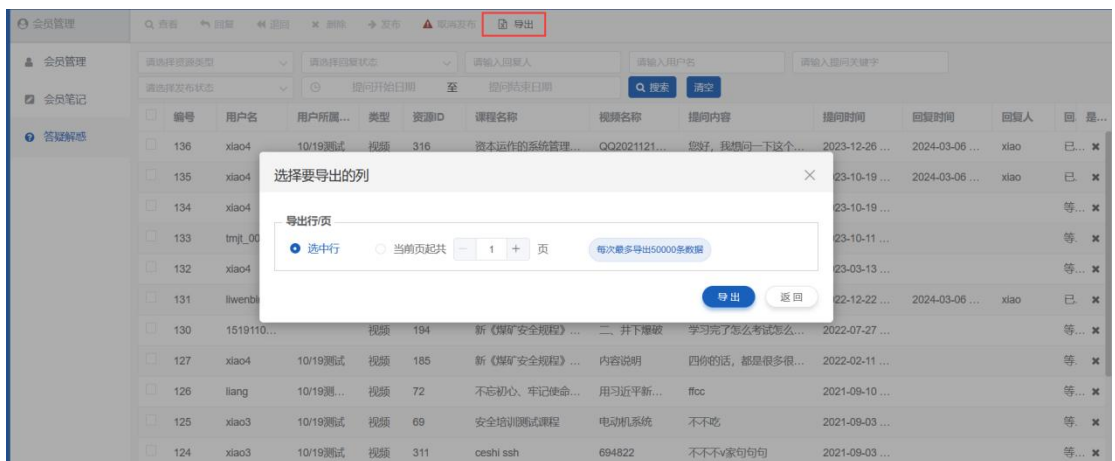 会员管理 查看 回复 退回 删除 发布 取消发布 导出
会员管理 请选择资源类型 请选择回复状态 请输入回复人 请输入用户名 请输入提问关键字
会员笔记 请选择发布状态 提问开始日期 至 提问结束日期 搜索 清空
答疑解惑 编号 用户名 用户所属... 类型 资源ID 课程名称 视频名称 提问内容 提问时间 回复时间 回复人 回. 是...
136 xiao4 10/19测试 视频 316 资本运作的系统管理... QQ2021121... 您好，我想问一下这个... 2023-12-26 ... 2024-03-06 ... xiao 已...
135 xiao4 23-10-19 ... 2024-03-06 ... xiao 已.
选择要导出的列
134 xiao4 23-10-19 ... 等...
导出行/页
133 tmjt_00 23-10-11 ... 等.
选中行 当前页起共 1 页 每次最多导出50000条数据
132 xiao4 23-03-13 ... 等...
131 liwenbi 22-12-22 ... 2024-03-06 ... xiao 已.
导出 返回
130 1519110... 视频 194 新《煤矿安全规程》... 二、井下爆破 学习完了怎么考试怎么... 2022-07-27 ... 等...
127 xiao4 10/19测试 视频 185 新《煤矿安全规程》... 内容说明 四你的话，都是很多很... 2022-02-11 ... 等.
126 liang 10/19测... 视频 72 不忘初心、牢记使命... 用习近平新... ffcc 2021-09-10 ... 等...
125 xiao3 10/19测试 视频 69 安全培训测试课程 电动机系统 不不吃 2021-09-03 ... 等.
124 xiao3 10/19测试 视频 311 ceshi ssh 694822 不不不v家句句句 2021-09-03 ... 等...